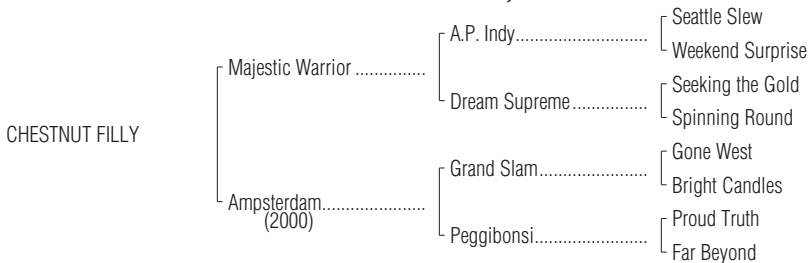 Seattle Slew
A.P. Indy..............................
Weekend Surprise
Majestic Warrior ...............
Seeking the Gold
Dream Supreme.................
Spinning Round
CHESTNUT FILLY
Gone West
Grand Slam.........................
Bright Candles
Ampsterdam.......................
(2000)
Proud Truth
Peggibonsi..........................
Far Beyond